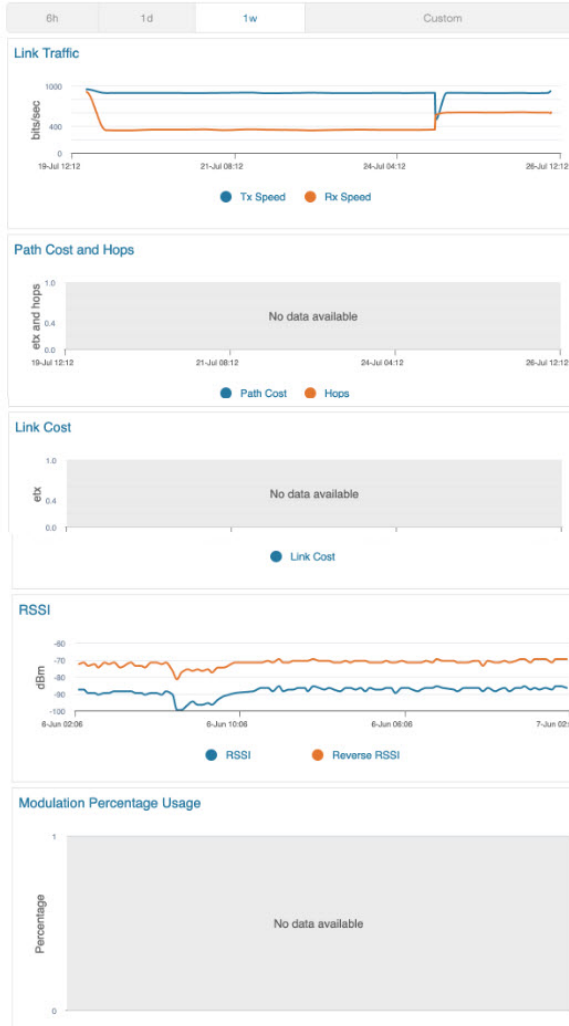 6h 1d 1w Custom
Link Traffic
1000
400
0
bits/sec
19-Jul 12:12 21-Jul 08:12 24-Jul 04:12 26-Jul 12:12
Tx Speed Rx Speed
Path Cost and Hops
1.0
0.4
0.0
etx and hops
No data available
19-Jul 12:12 21-Jul 08:12 24-Jul 04:12 26-Jul 12:12
Path Cost Hops
Link Cost
1.0
0.4
0.0
etx
No data available
Link Cost
RSSI
-60
-70
-80
-90
-100
dBm
6-Jun 02:06 6-Jun 10:06 6-Jun 06:06 7-Jun 02:
RSSI Reverse RSSI
Modulation Percentage Usage
1
0
Percentage
No data available